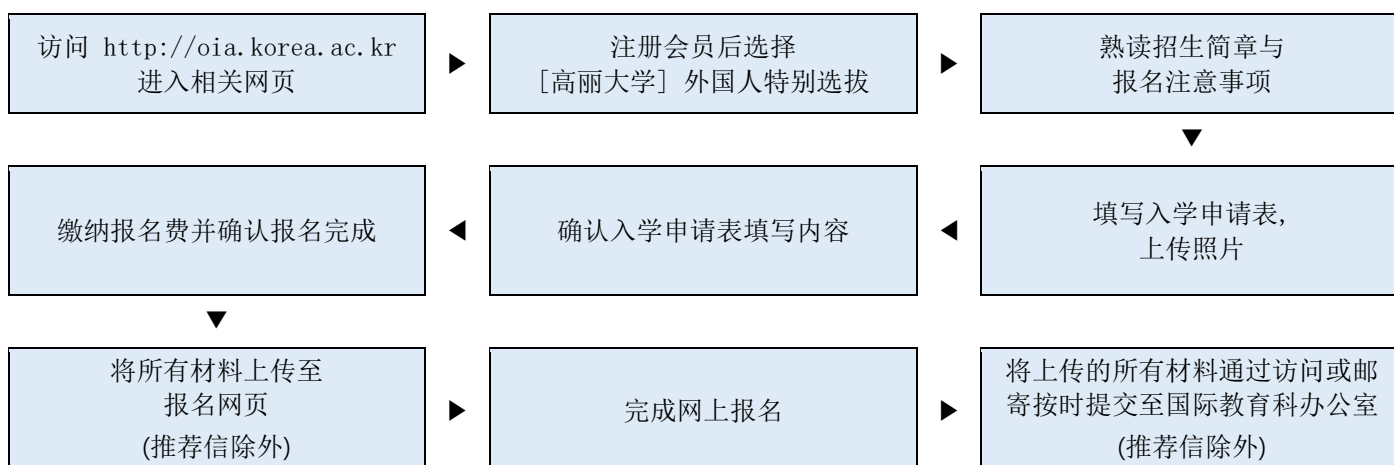 访问 http://oia.korea.ac.kr
进入相关网页
▶
注册会员后选择
[高丽大学] 外国人特别选拔
▶
熟读招生简章与
报名注意事项
▼
填写入学申请表,
上传照片
◀
确认入学申请表填写内容
◀
缴纳报名费并确认报名完成
▼
将所有材料上传至
报名网页
(推荐信除外)
▶
完成网上报名
▶
将上传的所有材料通过访问或邮
寄按时提交至国际教育科办公室
(推荐信除外)